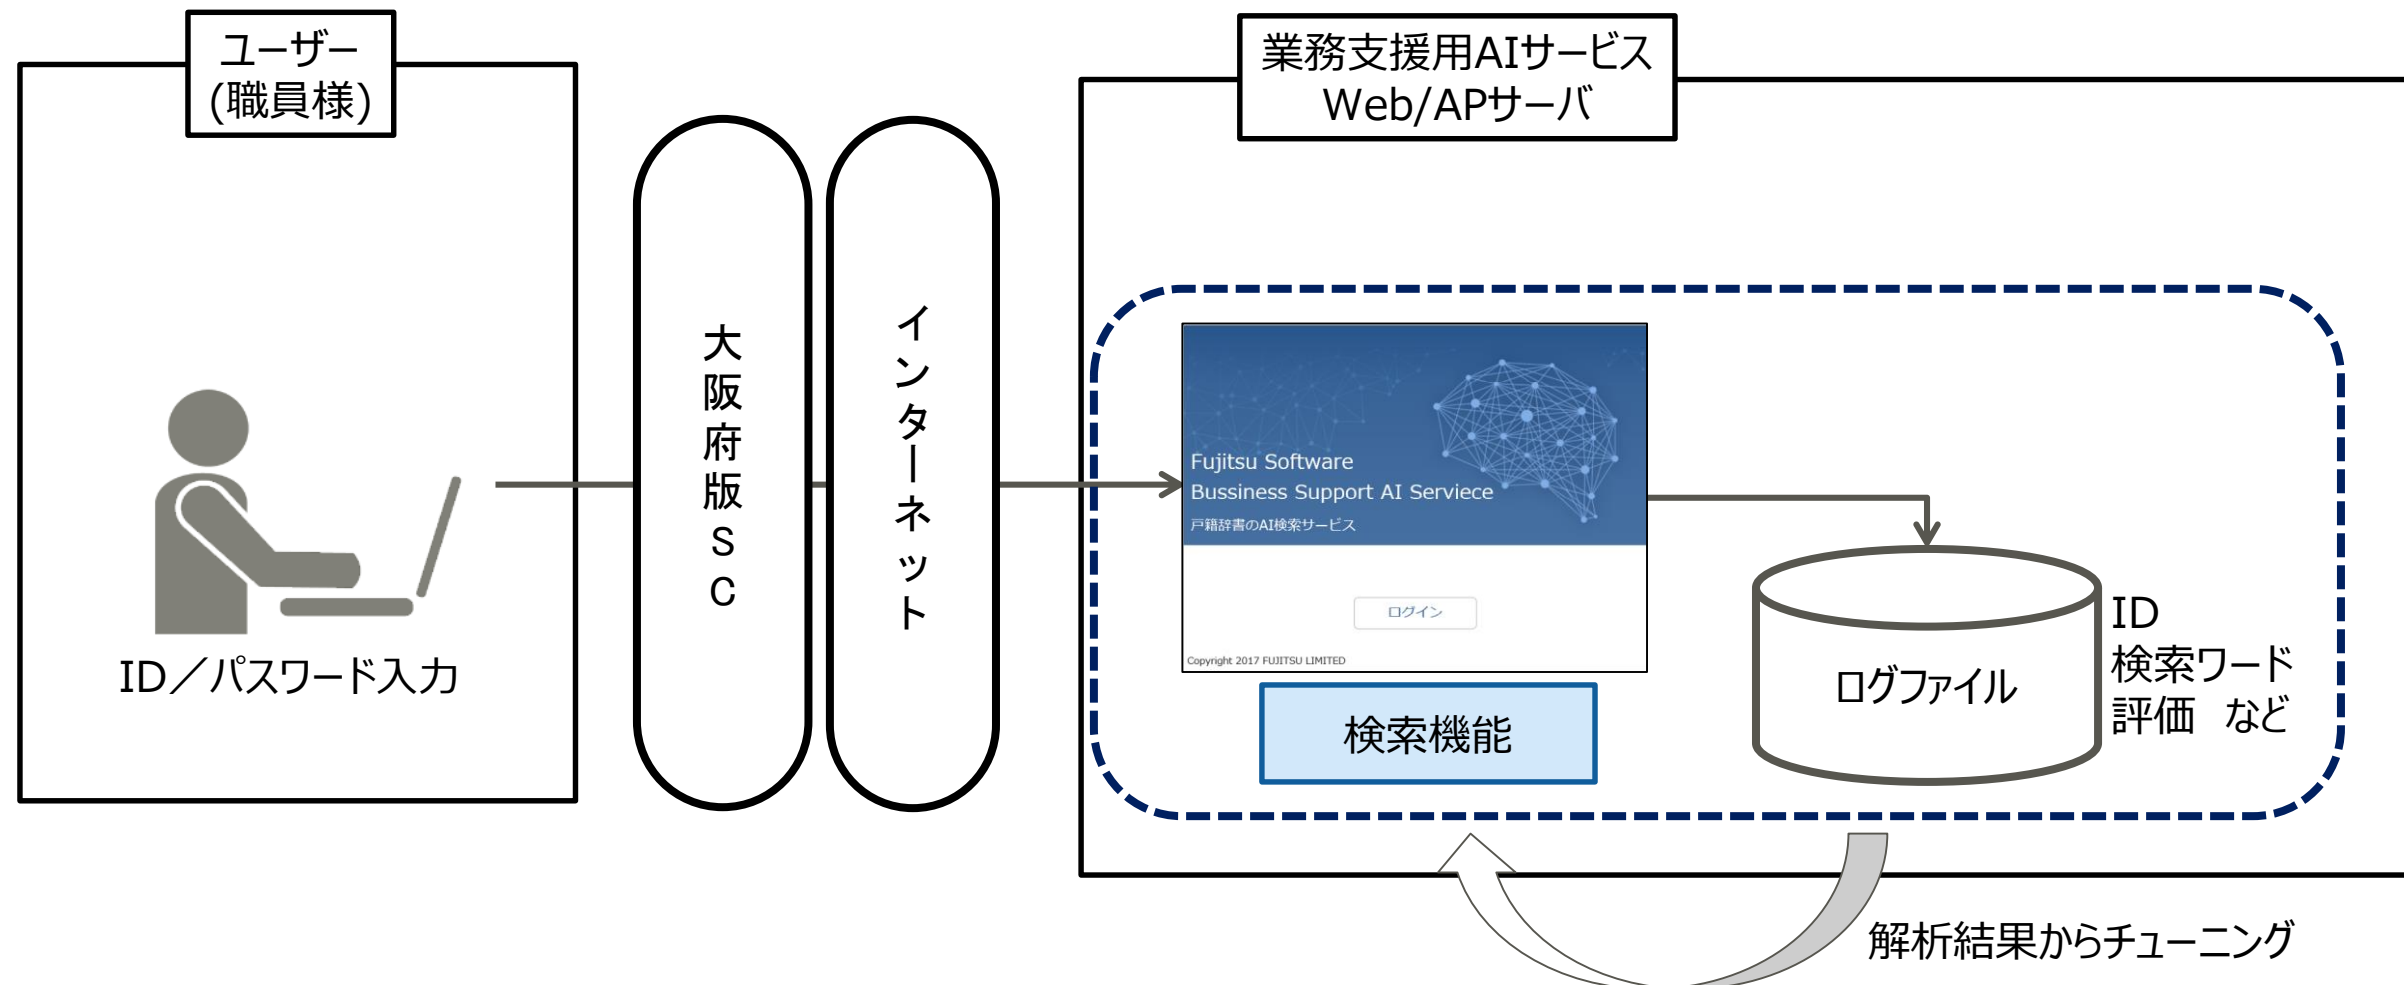 ユーザー
(職員様)
ID／パスワード入力
大阪府版SC
インターネット
業務支援用AIサービス
Web/APサーバ
Fujitsu Software
Bussiness Support AI Serviece
戸籍辞書のAI検索サービス
ログイン
Copyright 2017 FUJITSU LIMITED
検索機能
ログファイル
ID
検索ワード
評価　など
解析結果からチューニング